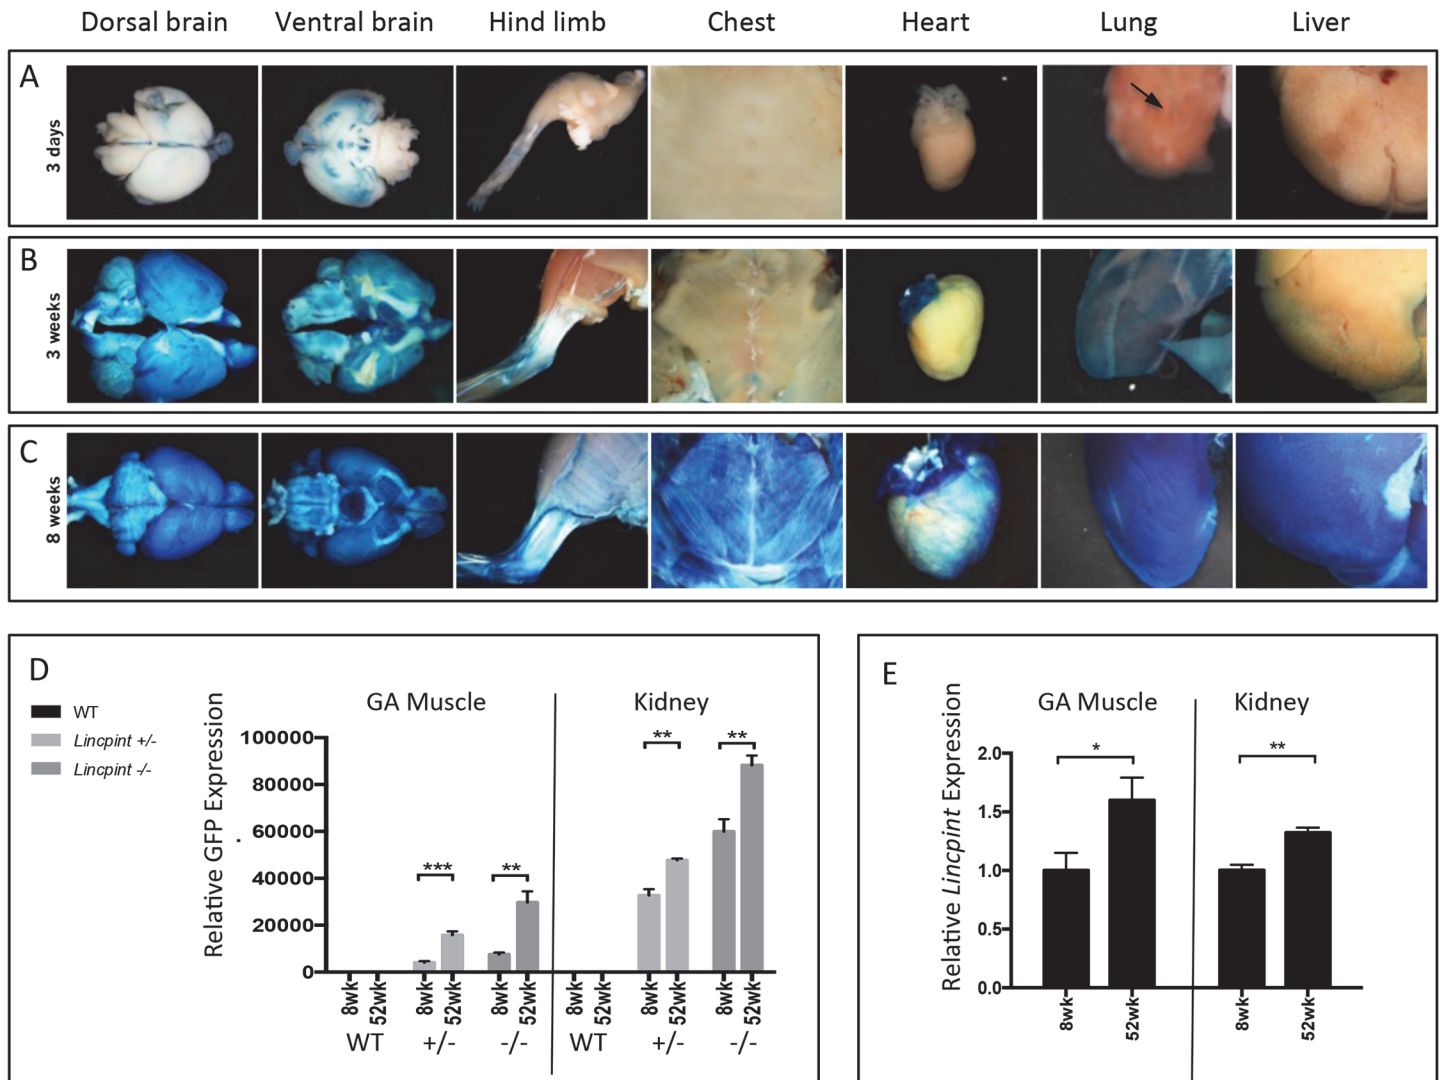 Dorsal brain Ventral brain Hind limb Chest Heart Lung Liver
A
3 days
B
3 weeks
C
8 weeks
D
WT
Lincpint +/-
Lincpint -/-
GA Muscle Kidney
Relative GFP Expression
100000
80000
60000
40000
20000
0
** **
*** **
8wk 52wk 8wk 52wk 8wk 52wk 8wk 52wk 8wk 52wk 8wk 52wk
WT +/- -/- WT +/- -/-
E
GA Muscle Kidney
Relative Lincpint Expression
2.0
1.5
1.0
0.5
0.0
* **
8wk 52wk 8wk 52wk